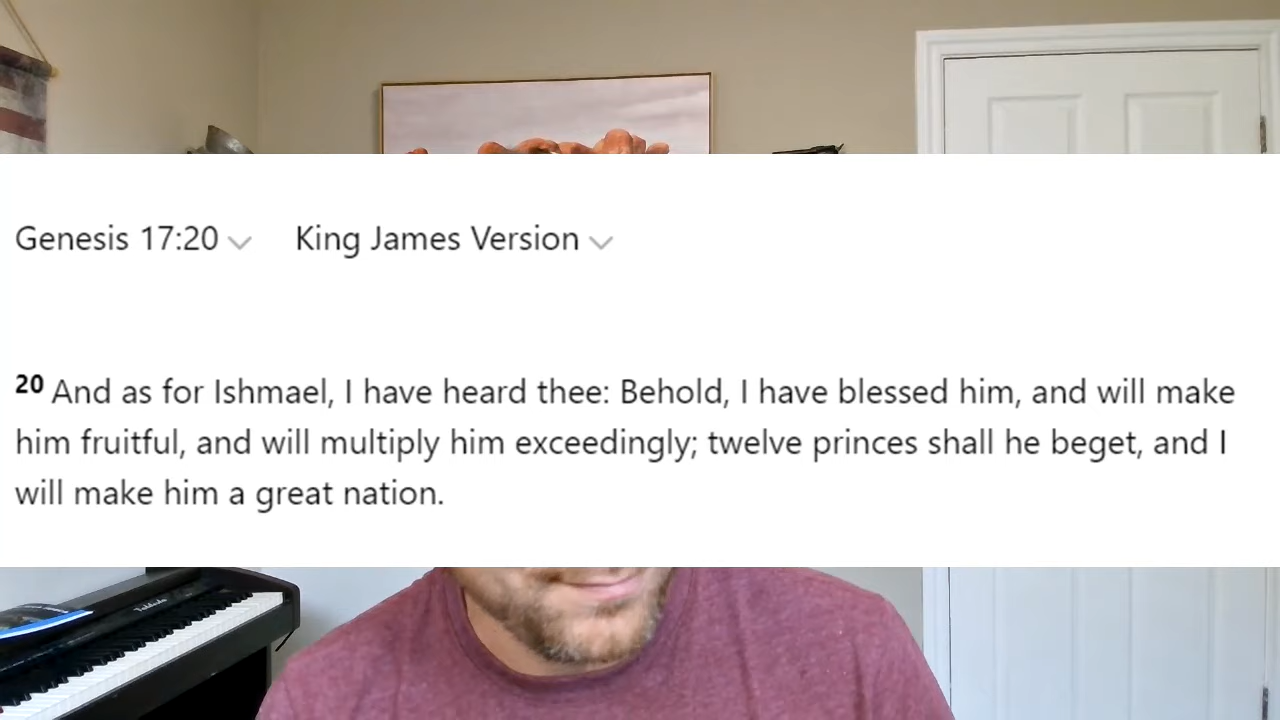 Genesis 17:20 King James Version
20 And as for Ishmael, I have heard thee: Behold, I have blessed him, and will make
him fruitful, and will multiply him exceedingly; twelve princes shall he beget, and I
will make him a great nation.